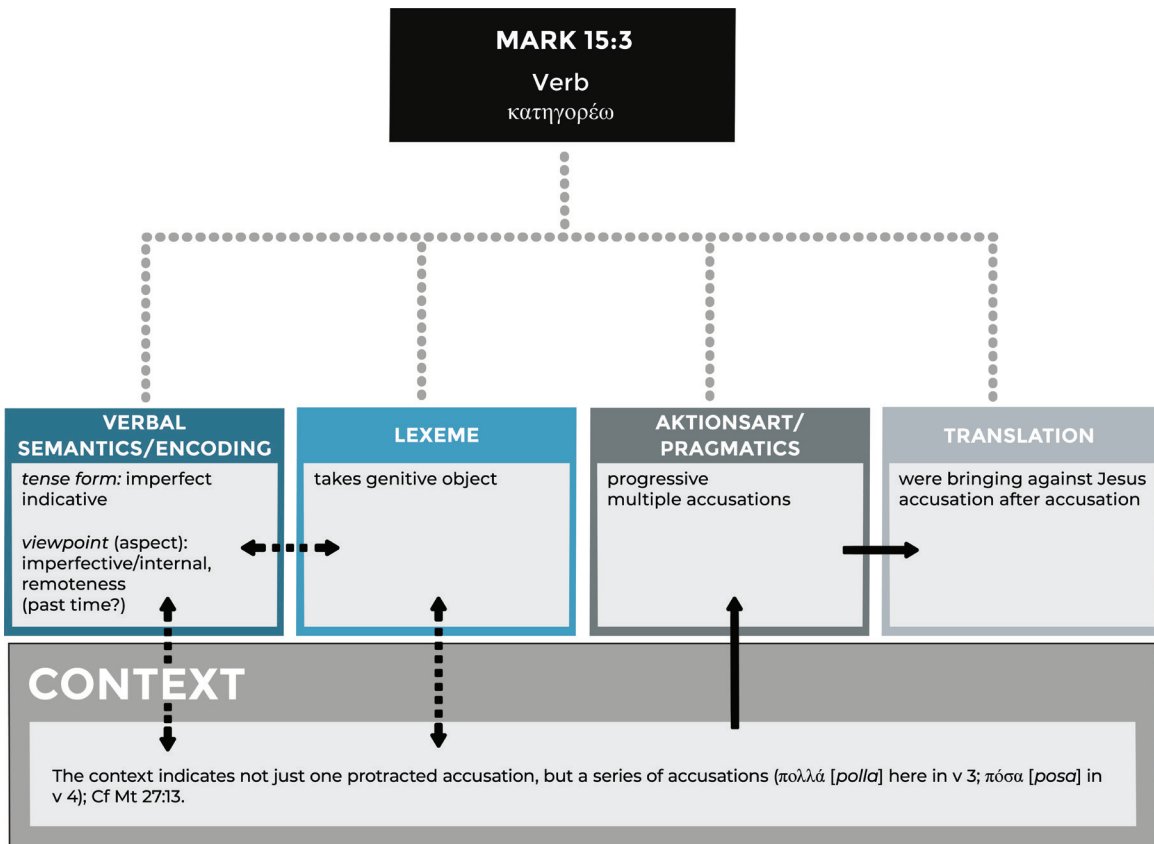 MARK 15:3
Verb
κατηγορέω
VERBAL
SEMANTICS/ENCODING
tense form: imperfect
indicative
viewpoint (aspect):
imperfective/internal,
remoteness
(past time?)
LEXEME
takes genitive object
AKTIONSART/
PRAGMATICS
progressive
multiple accusations
TRANSLATION
were bringing against Jesus
accusation after accusation
CONTEXT
The context indicates not just one protracted accusation, but a series of accusations (πολλά [polla] here in v 3; πόσα [posa] in
v 4); Cf Mt 27:13.